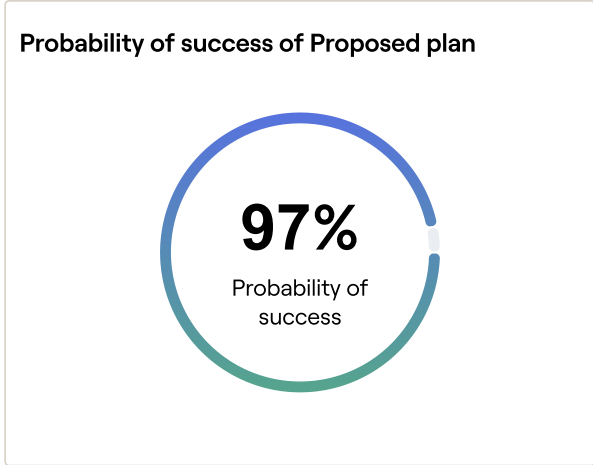 Probability of success of Proposed plan
97%
Probability of
success